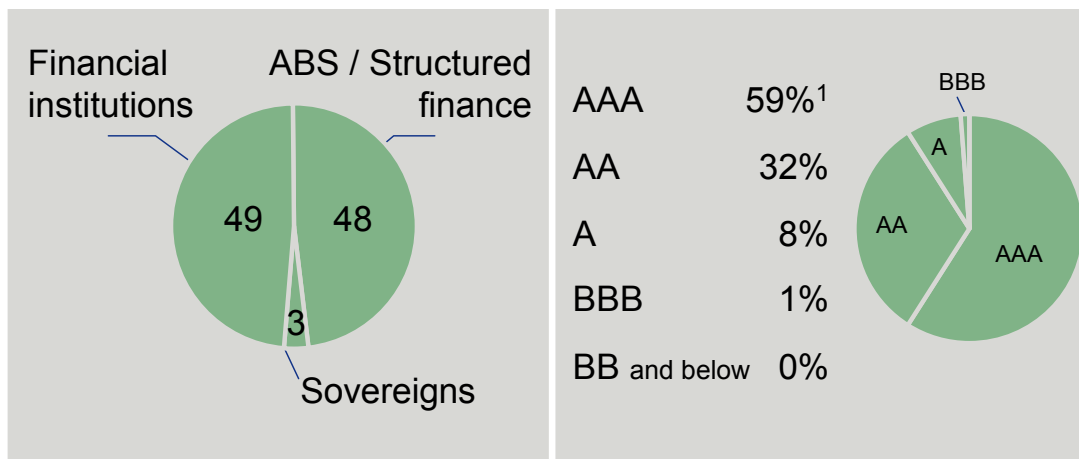 Financial
institutions
ABS / Structured
finance
49
48
3
Sovereigns
AAA 59%¹
AA 32%
A 8%
BBB 1%
BB and below 0%
BBB
A
AA
AAA